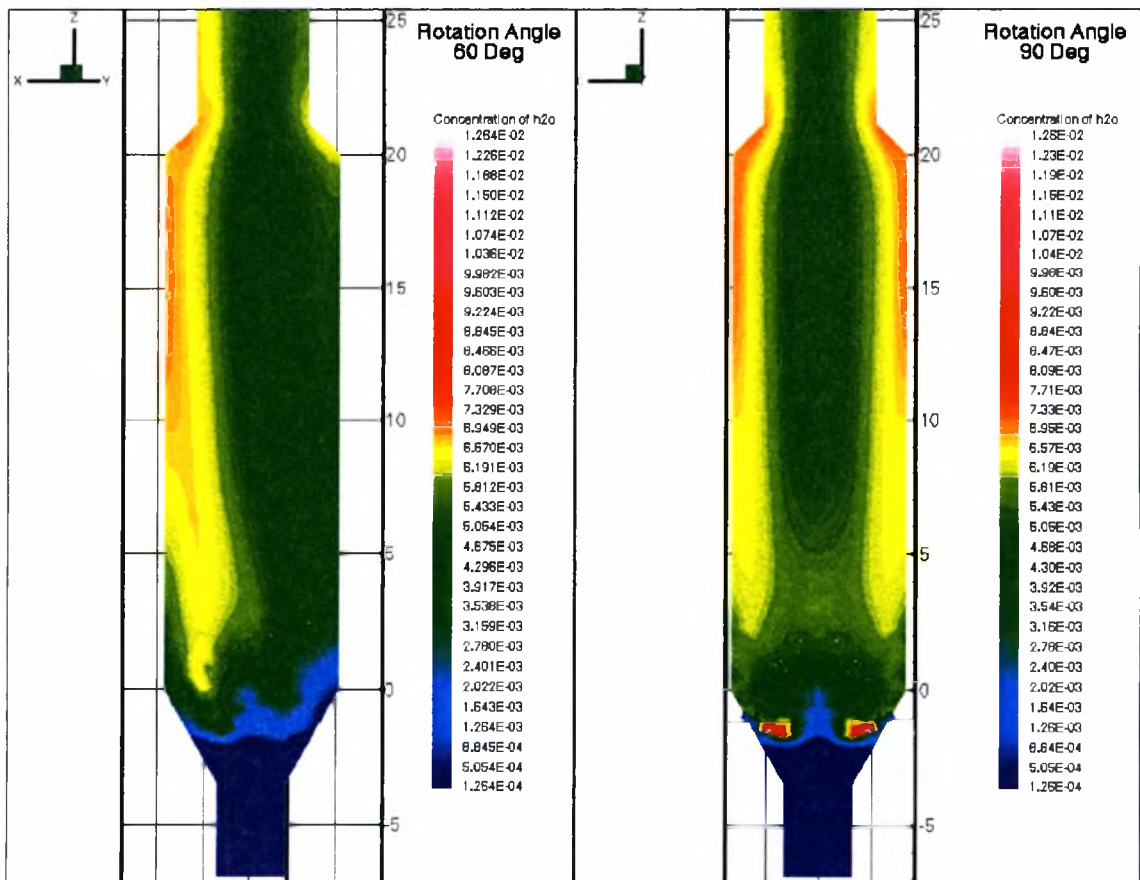 Z
X
Y
25
20
15
10
5
0
-5
Rotation Angle
60 Deg
Concentration of h2o
1.264E-02
1.226E-02
1.188E-02
1.150E-02
1.112E-02
1.074E-02
1.036E-02
9.982E-03
9.603E-03
9.224E-03
8.845E-03
8.466E-03
8.087E-03
7.708E-03
7.329E-03
6.949E-03
6.570E-03
6.191E-03
5.812E-03
5.433E-03
5.054E-03
4.675E-03
4.296E-03
3.917E-03
3.538E-03
3.159E-03
2.780E-03
2.401E-03
2.022E-03
1.643E-03
1.264E-03
8.845E-04
5.054E-04
1.264E-04
Z
25
20
15
10
5
0
-5
Rotation Angle
90 Deg
Concentration of h2o
1.26E-02
1.23E-02
1.19E-02
1.15E-02
1.11E-02
1.07E-02
1.04E-02
9.98E-03
9.60E-03
9.22E-03
8.84E-03
8.47E-03
8.09E-03
7.71E-03
7.33E-03
6.95E-03
6.57E-03
6.19E-03
5.81E-03
5.43E-03
5.05E-03
4.68E-03
4.30E-03
3.92E-03
3.54E-03
3.16E-03
2.78E-03
2.40E-03
2.02E-03
1.64E-03
1.26E-03
8.84E-04
5.05E-04
1.26E-04